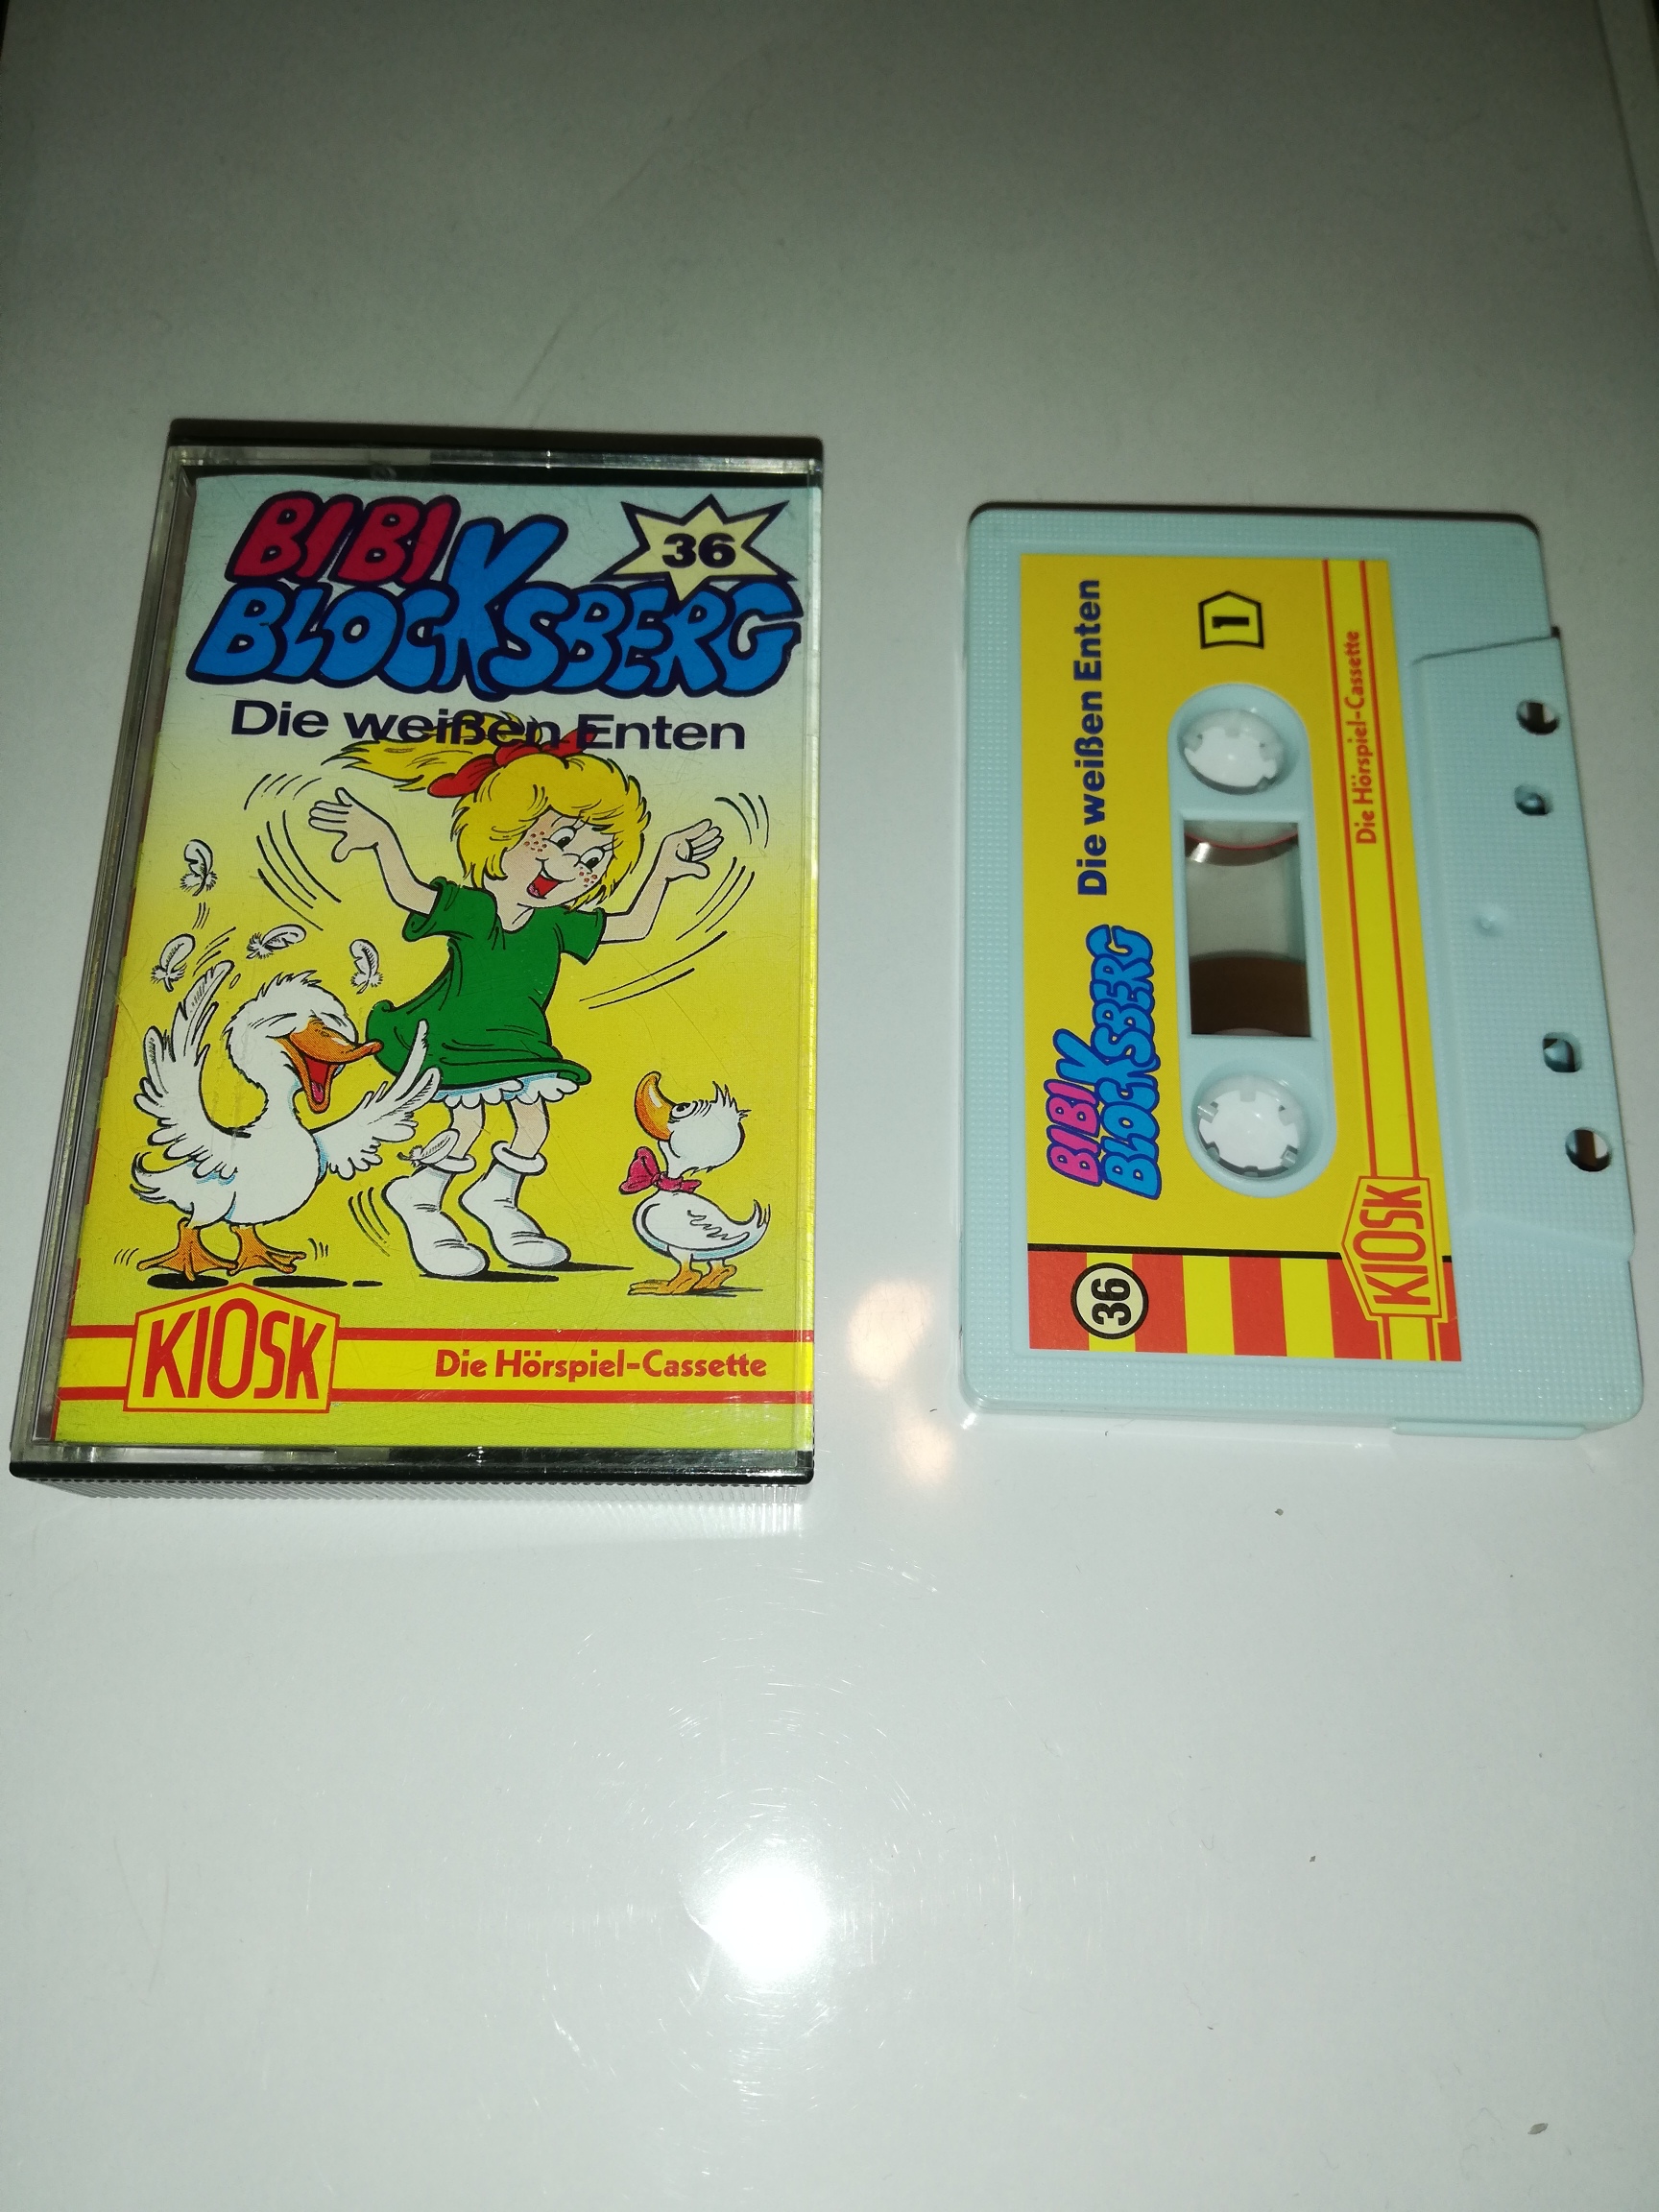 BIBI
BLOCKSBERG
36
Die weißen Enten
KIOSK
Die Hörspiel-Cassette
BIBI
BLOCKSBERG
Die weißen Enten
1
36
KIOSK
Die Hörspiel-Cassette